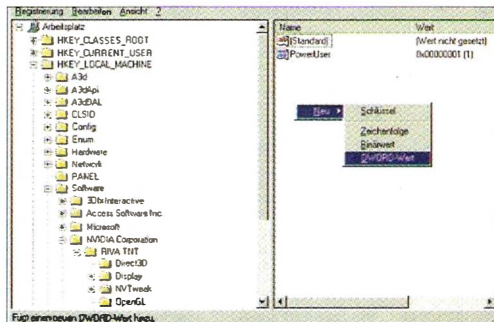 Registrierung Bearbeiten Ansicht ?
Arbeitsplatz
HKEY_CLASSES_ROOT
HKEY_CURRENT_USER
HKEY_LOCAL_MACHINE
A3d
A3dApi
A3dDAL
CLSID
Config
Enum
Hardware
Network
PANEL
Software
3Dfx Interactive
Access Software Inc.
Microsoft
NVIDIA Corporation
RIVA TNT
Direct3D
Display
NVTweak
OpenGL
Name Wert
(Standard) (Wert nicht gesetzt)
PowerUser 0x00000001 (1)
Neu
Schlüssel
Zeichenfolge
Binärwert
DWORD-Wert
Fügt einen neuen DWORD-Wert hinzu.